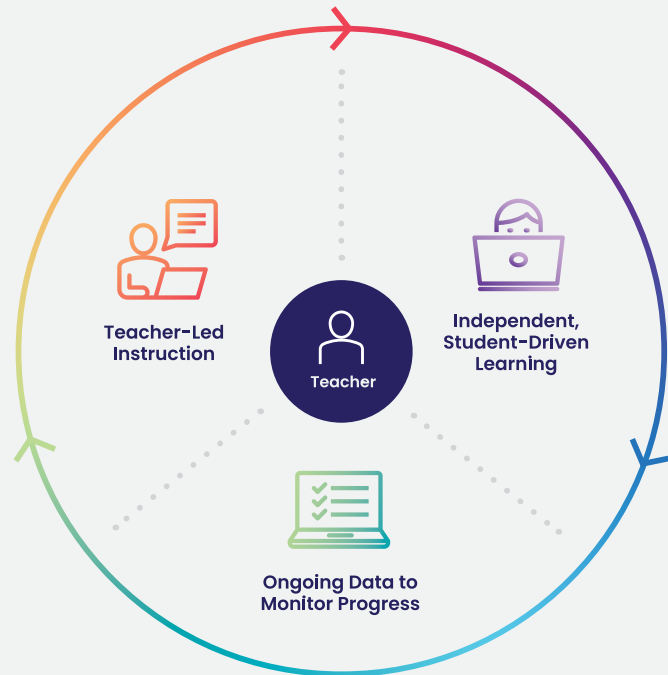 Teacher-Led
Instruction
Independent,
Student-Driven
Learning
Teacher
Ongoing Data to
Monitor Progress